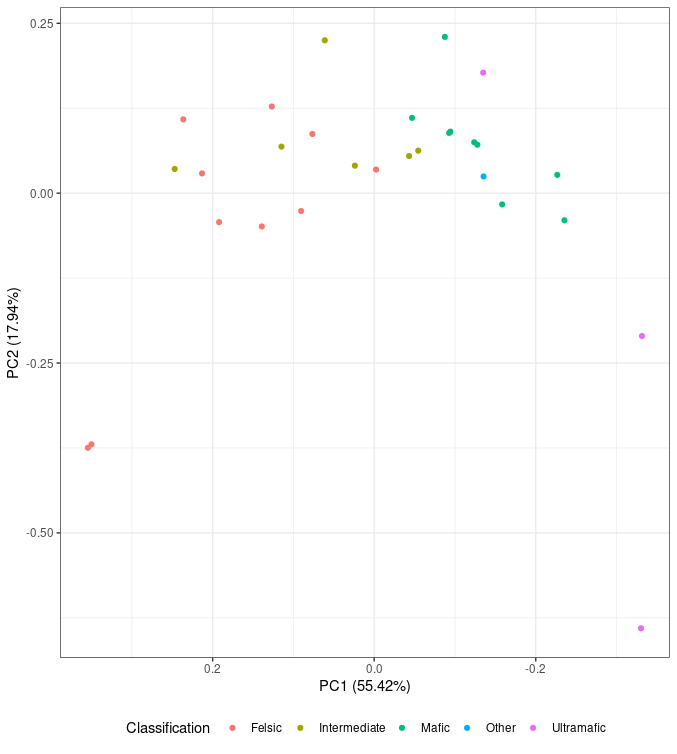 0.25
0.00
-0.25
-0.50
PC2 (17.94%)
0.2 0.0 -0.2
PC1 (55.42%)
Classification Felsic Intermediate Mafic Other Ultramafic